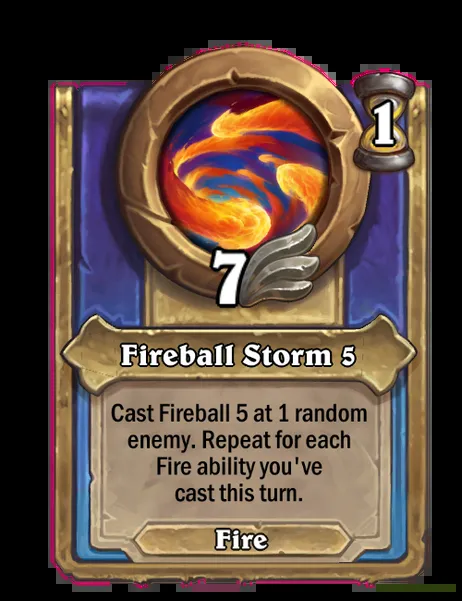 1
7
Fireball Storm 5
Cast Fireball 5 at 1 random
enemy. Repeat for each
Fire ability you've
cast this turn.
Fire